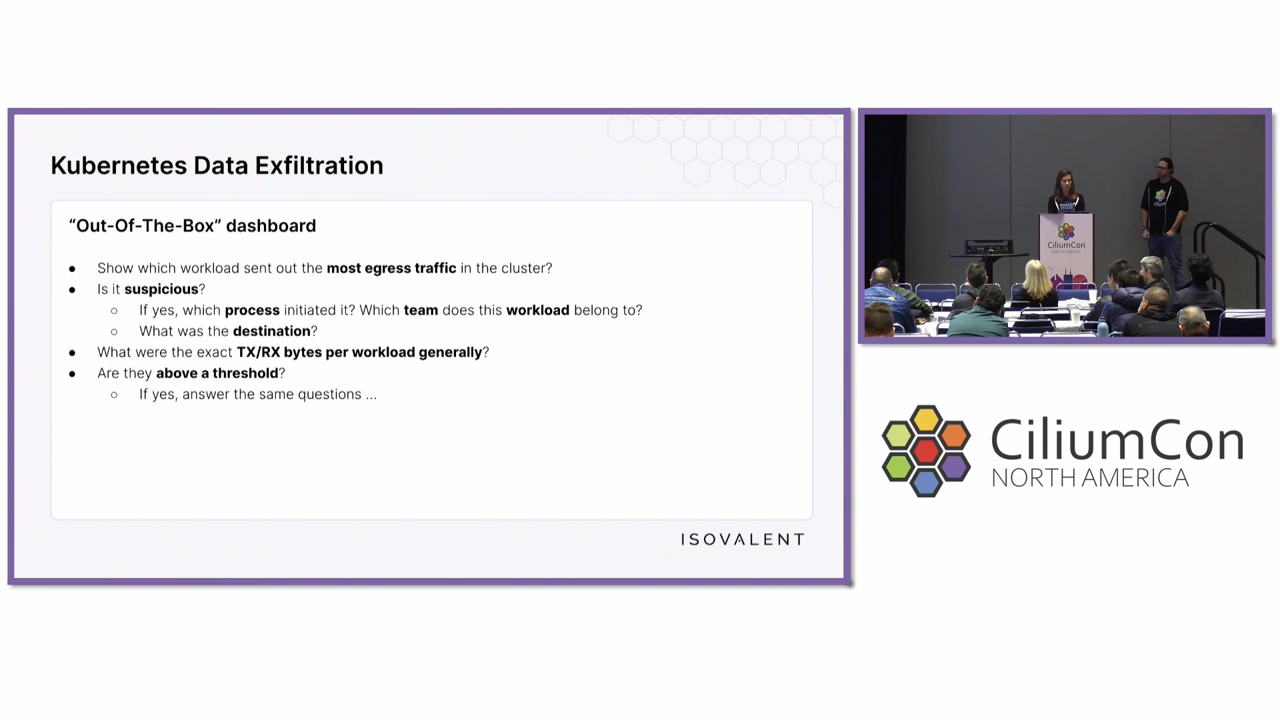 Kubernetes Data Exfiltration
“Out-Of-The-Box” dashboard
● Show which workload sent out the most egress traffic in the cluster?
● Is it suspicious?
○ If yes, which process initiated it? Which team does this workload belong to?
○ What was the destination?
● What were the exact TX/RX bytes per workload generally?
● Are they above a threshold?
○ If yes, answer the same questions ...
ISOVALENT
CiliumCon
CiliumCon
NORTH AMERICA